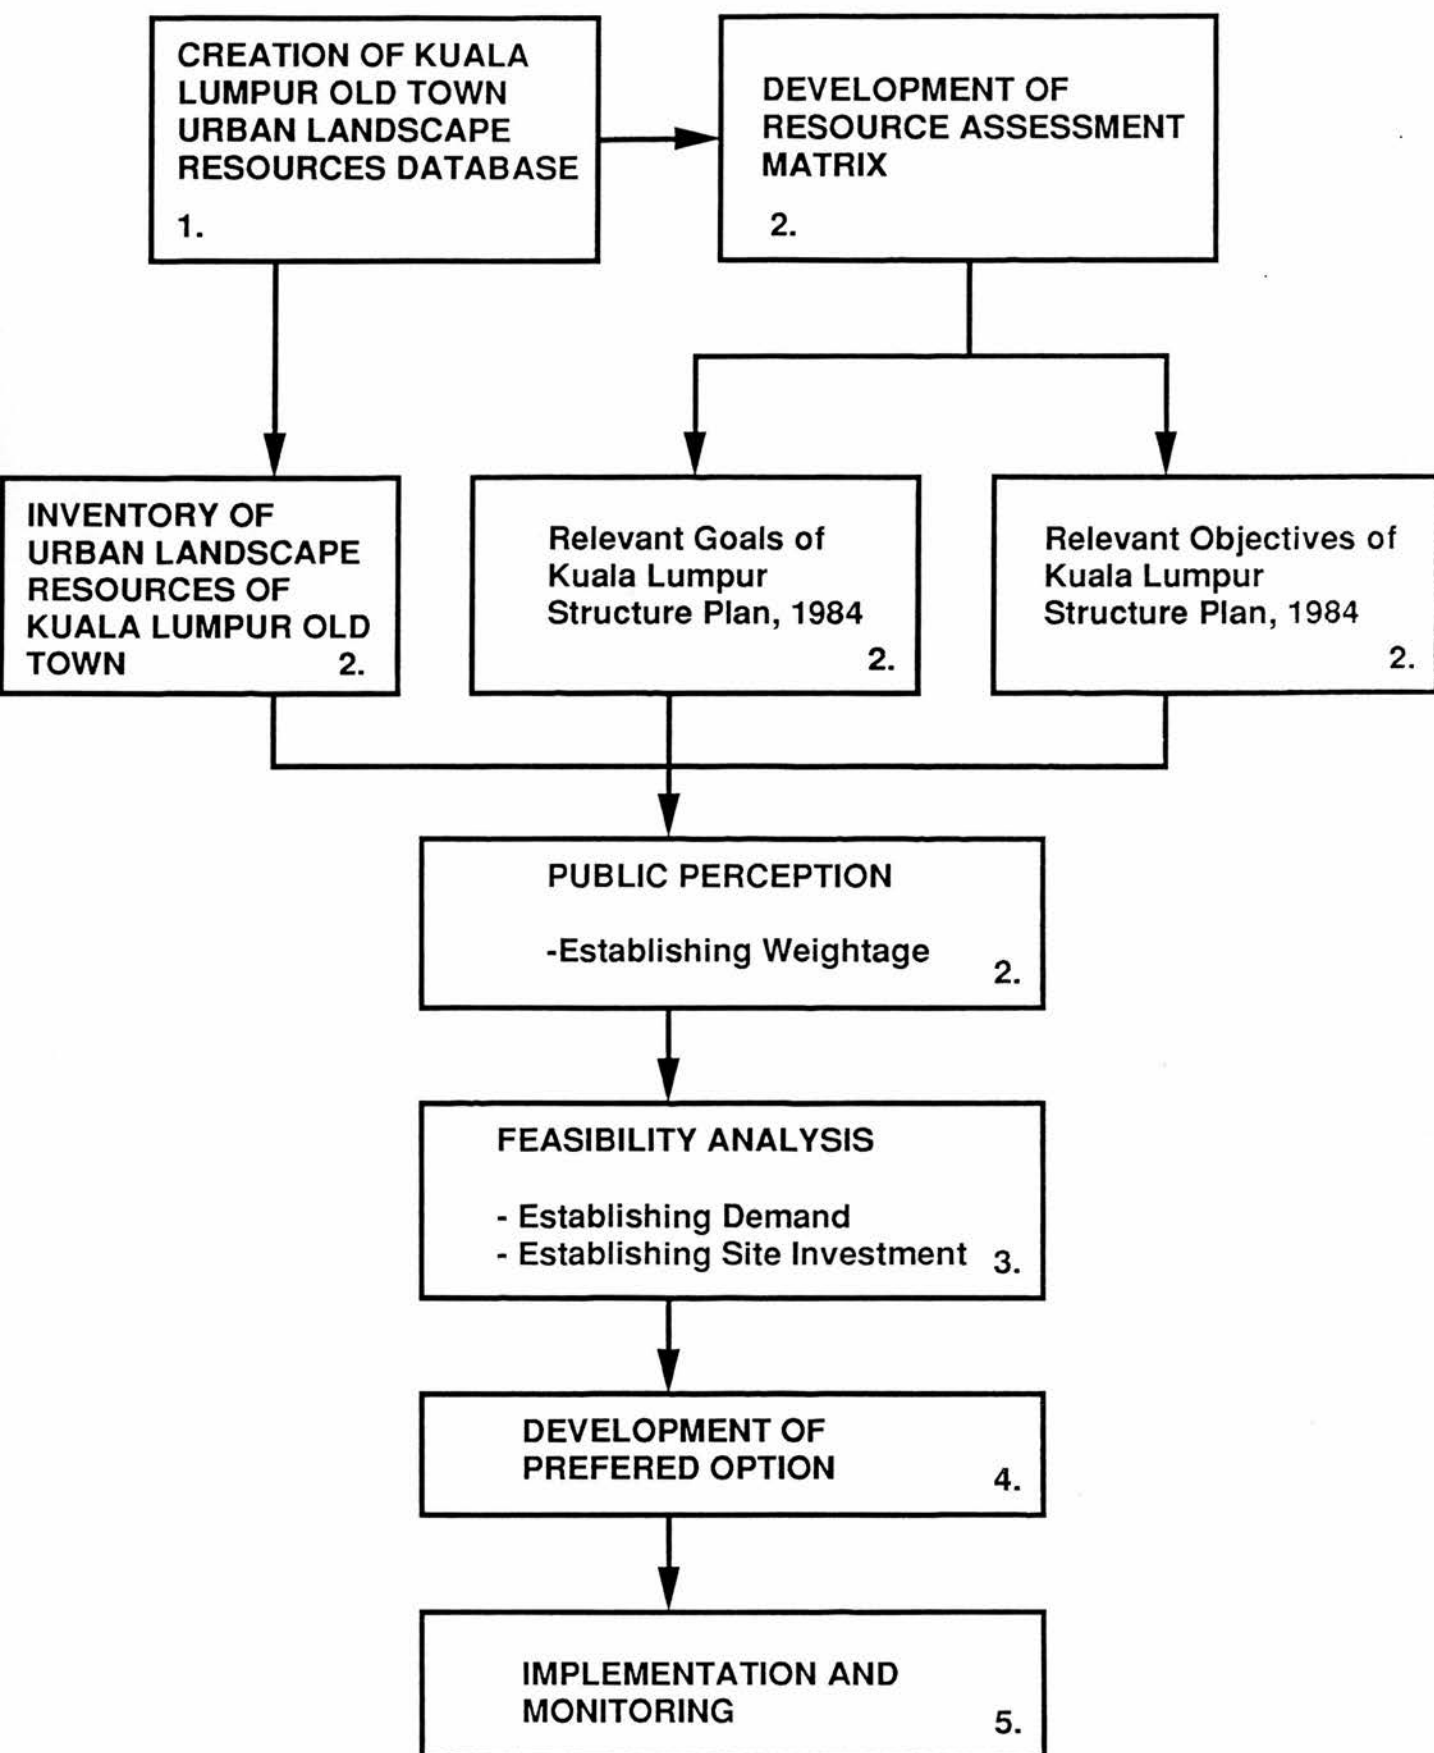 CREATION OF KUALA
LUMPUR OLD TOWN
URBAN LANDSCAPE
RESOURCES DATABASE
1.
DEVELOPMENT OF
RESOURCE ASSESSMENT
MATRIX
2.
INVENTORY OF
URBAN LANDSCAPE
RESOURCES OF
KUALA LUMPUR OLD
TOWN 2.
Relevant Goals of
Kuala Lumpur
Structure Plan, 1984
2.
Relevant Objectives of
Kuala Lumpur
Structure Plan, 1984
2.
PUBLIC PERCEPTION
-Establishing Weightage
2.
FEASIBILITY ANALYSIS
- Establishing Demand
- Establishing Site Investment 3.
DEVELOPMENT OF
PREFERED OPTION
4.
IMPLEMENTATION AND
MONITORING
5.